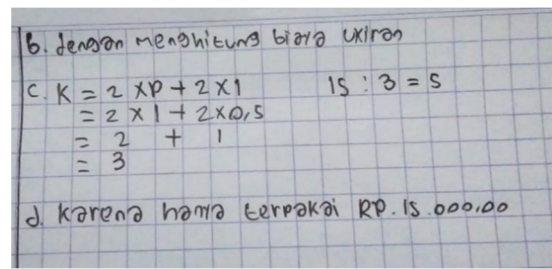 b. dengan menghitung biaya ukiran
c. K = 2 x p + 2 x l 15 : 3 = 5
= 2 x 1 + 2 x 0,5
= 2 + 1
= 3
d. karena hanya terpakai RP. 15.000,00